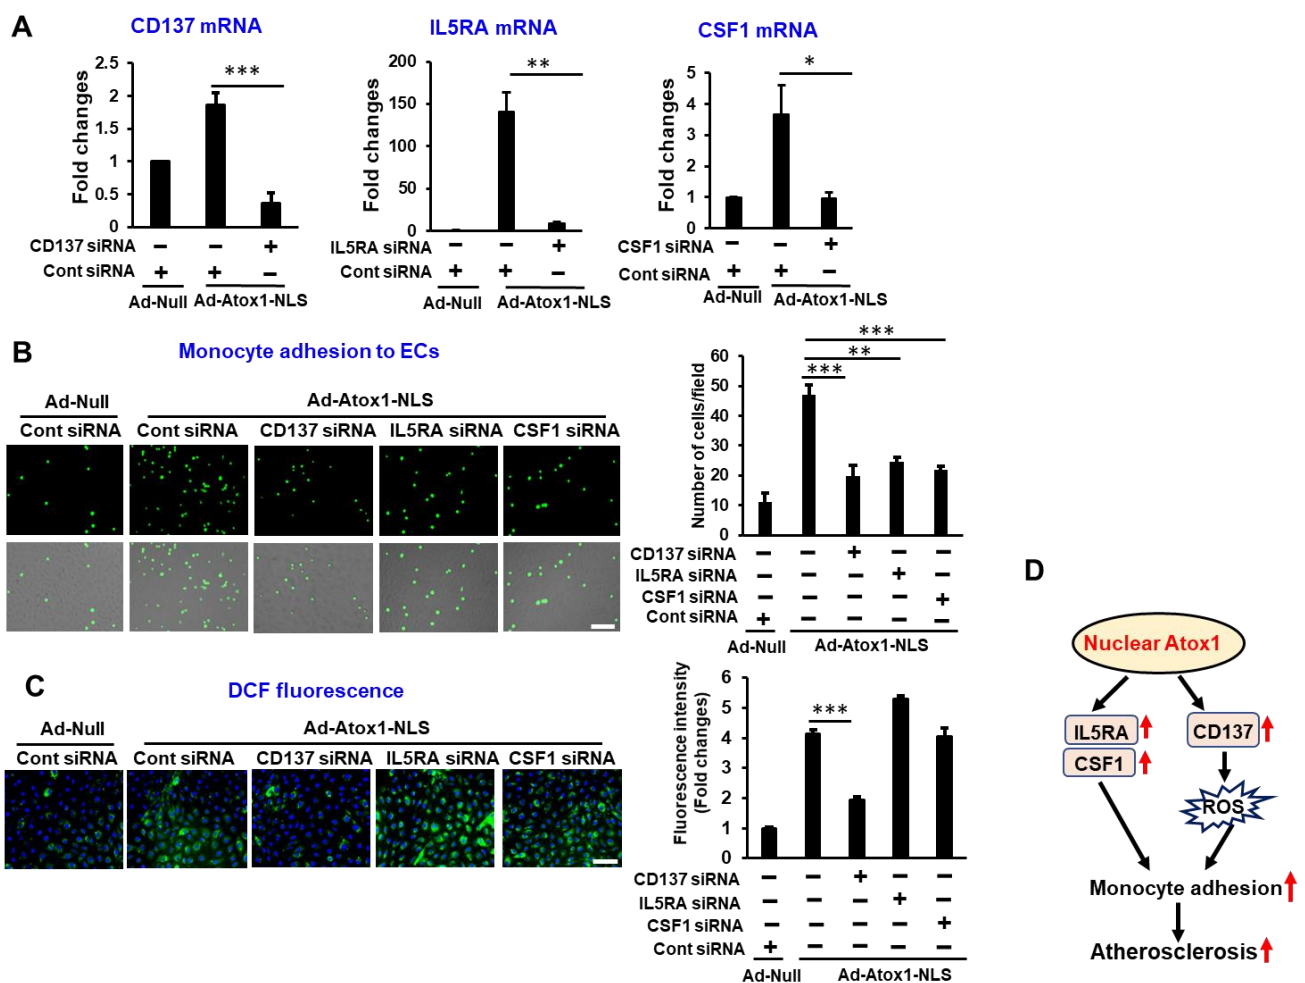 A
CD137 mRNA
IL5RA mRNA
CSF1 mRNA
Fold changes
2.5
2
1.5
1
0.5
0
***
CD137 siRNA − − +
Cont siRNA + + −
Ad-Null Ad-Atox1-NLS
Fold changes
200
150
100
50
0
**
IL5RA siRNA − − +
Cont siRNA + + −
Ad-Null Ad-Atox1-NLS
Fold changes
5
4
3
2
1
0
*
CSF1 siRNA − − +
Cont siRNA + + −
Ad-Null Ad-Atox1-NLS
B
Monocyte adhesion to ECs
Ad-Null Ad-Atox1-NLS
Cont siRNA Cont siRNA CD137 siRNA IL5RA siRNA CSF1 siRNA
Number of cells/field
60
50
40
30
20
10
0
***
**
***
CD137 siRNA − − + − −
IL5RA siRNA − − − + −
CSF1 siRNA − − − − +
Cont siRNA + − − − −
Ad-Null Ad-Atox1-NLS
C
DCF fluorescence
Ad-Null Ad-Atox1-NLS
Cont siRNA Cont siRNA CD137 siRNA IL5RA siRNA CSF1 siRNA
Fluorescence intensity
(Fold changes)
6
5
4
3
2
1
0
***
CD137 siRNA − − + − −
IL5RA siRNA − − − + −
CSF1 siRNA − − − − +
Cont siRNA + − − − −
Ad-Null Ad-Atox1-NLS
D
Nuclear Atox1
IL5RA
CSF1
CD137
ROS
Monocyte adhesion
Atherosclerosis